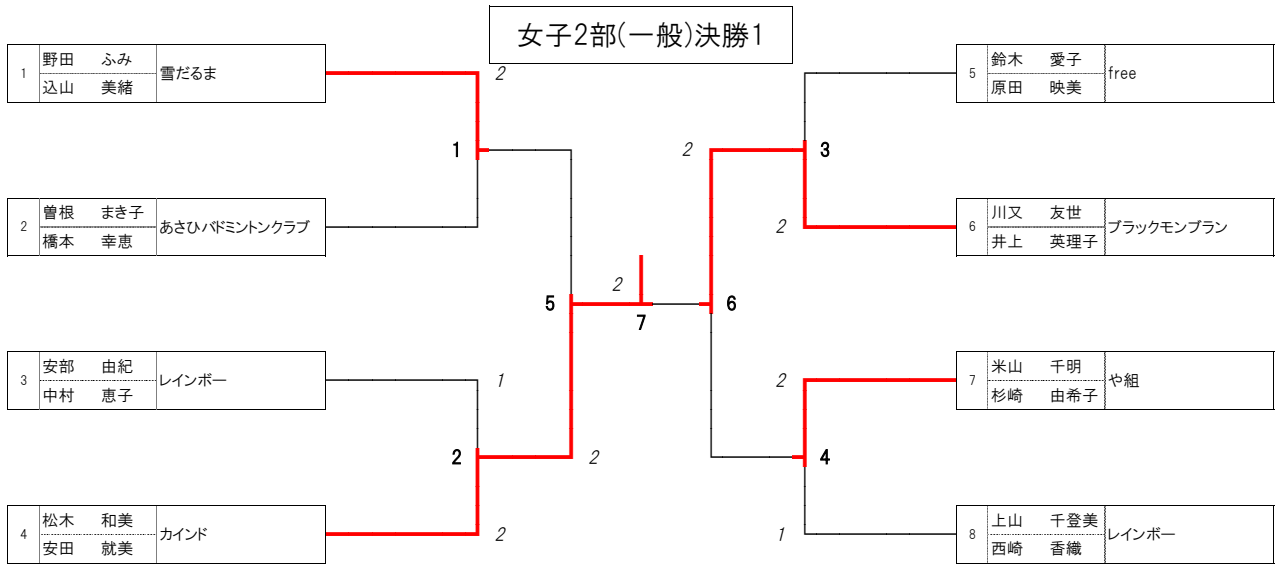 女子2部(一般)決勝1
1 野田 ふみ 雪だるま
込山 美緒
2
1
2 曽根 まき子 あさひバドミントンクラブ
橋本 幸恵
5
3 安部 由紀 レインボー
中村 恵子
1
2
2
4 松木 和美 カインド
安田 就美
2
2
7
5 鈴木 愛子 free
原田 映美
2
3
6 川又 友世 ブラックモンブラン
井上 英理子
2
6
7 米山 千明 や組
杉崎 由希子
2
4
8 上山 千登美 レインボー
西崎 香織
1